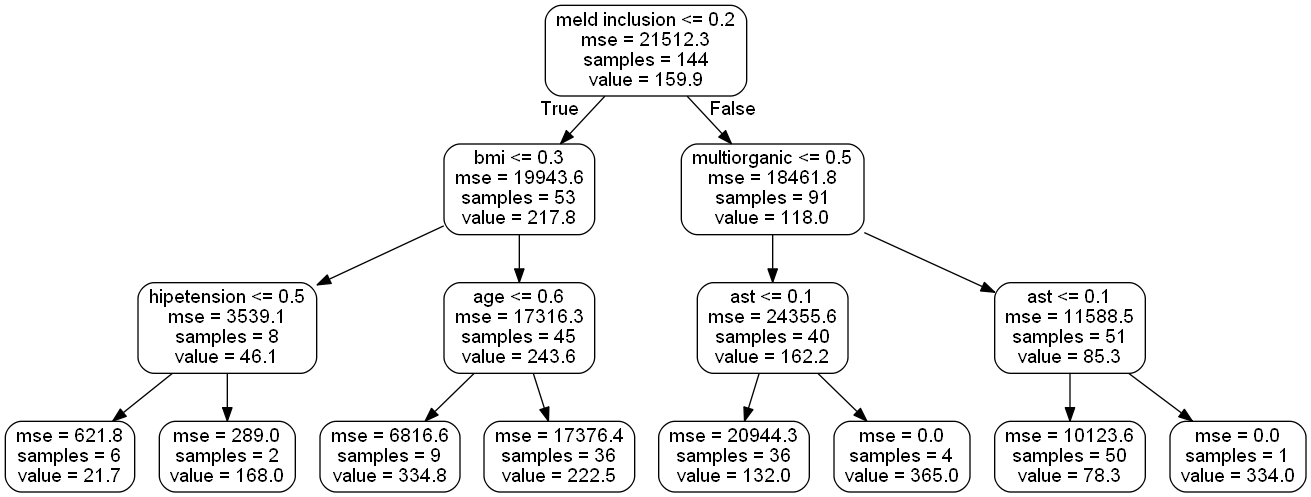 meld inclusion <= 0.2
mse = 21512.3
samples = 144
value = 159.9
True
False
bmi <= 0.3
mse = 19943.6
samples = 53
value = 217.8
multiorganic <= 0.5
mse = 18461.8
samples = 91
value = 118.0
hipetension <= 0.5
mse = 3539.1
samples = 8
value = 46.1
age <= 0.6
mse = 17316.3
samples = 45
value = 243.6
ast <= 0.1
mse = 24355.6
samples = 40
value = 162.2
ast <= 0.1
mse = 11588.5
samples = 51
value = 85.3
mse = 621.8
samples = 6
value = 21.7
mse = 289.0
samples = 2
value = 168.0
mse = 6816.6
samples = 9
value = 334.8
mse = 17376.4
samples = 36
value = 222.5
mse = 20944.3
samples = 36
value = 132.0
mse = 0.0
samples = 4
value = 365.0
mse = 10123.6
samples = 50
value = 78.3
mse = 0.0
samples = 1
value = 334.0